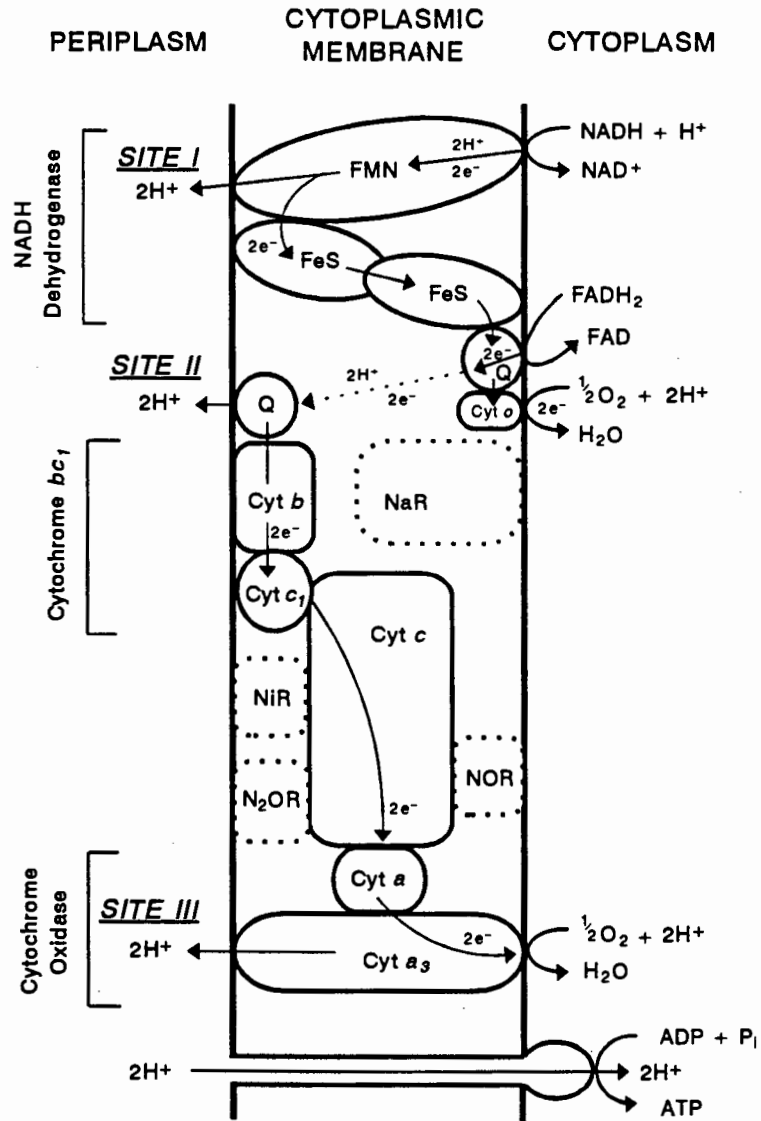 PERIPLASM
CYTOPLASMIC
MEMBRANE
CYTOPLASM
NADH
Dehydrogenase
SITE I
2H⁺
FMN
2H⁺
2e⁻
NADH + H⁺
NAD⁺
2e⁻
FeS
FeS
FADH₂
FAD
2e⁻
Q
SITE II
2H⁺
Q
2H⁺
2e⁻
Cyt o
2e⁻
½O₂ + 2H⁺
H₂O
Cytochrome bc₁
Cyt b
2e⁻
NaR
Cyt c₁
Cyt c
NiR
N₂OR
NOR
2e⁻
Cytochrome
Oxidase
Cyt a
SITE III
2H⁺
2e⁻
Cyt a₃
½O₂ + 2H⁺
H₂O
2H⁺
ADP + Pᵢ
2H⁺
ATP